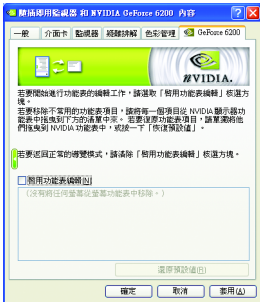 隨插即用監視器 和 NVIDIA GeForce 6200 內容
一般
介面卡
監視器
疑難排解
色彩管理
GeForce 6200
NVIDIA.
若要開始進行功能表的編輯工作，請選取「啓用功能表編輯」核選方
塊。
若要移除不常用的功能表項目，請將每一個項目從 NVIDIA 顯示器功
能表中拖曳到下方的清單中來。 若要復原功能表項目，請單獨將他
們拖曳到 NVIDIA 功能表中，或按一下「恢復預設值」。
若要返回正常的導覽模式，請清除「啓用功能表編輯」核選方塊。
啓用功能表編輯(N)
(沒有將任何螢幕從螢幕功能表中移除。)
還原預設値(R)
確定
取消
套用(A)